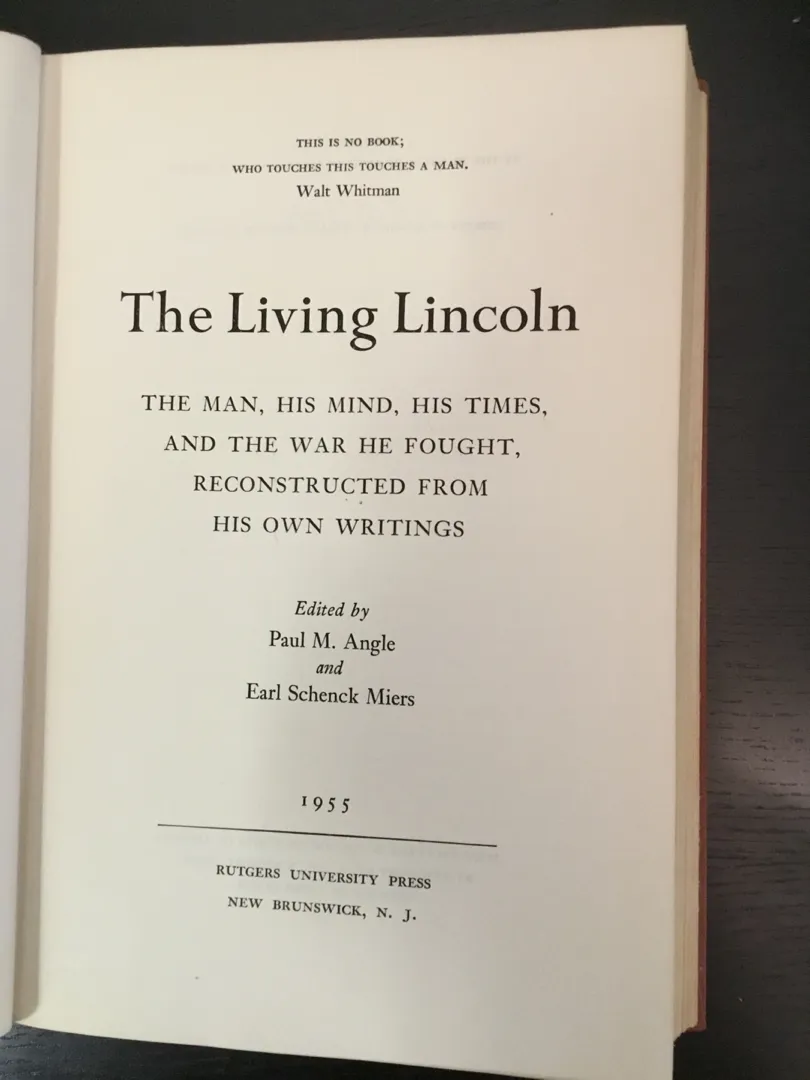 THIS IS NO BOOK;
WHO TOUCHES THIS TOUCHES A MAN.
Walt Whitman
The Living Lincoln
THE MAN, HIS MIND, HIS TIMES,
AND THE WAR HE FOUGHT,
RECONSTRUCTED FROM
HIS OWN WRITINGS
Edited by
Paul M. Angle
and
Earl Schenck Miers
1955
RUTGERS UNIVERSITY PRESS
NEW BRUNSWICK, N. J.